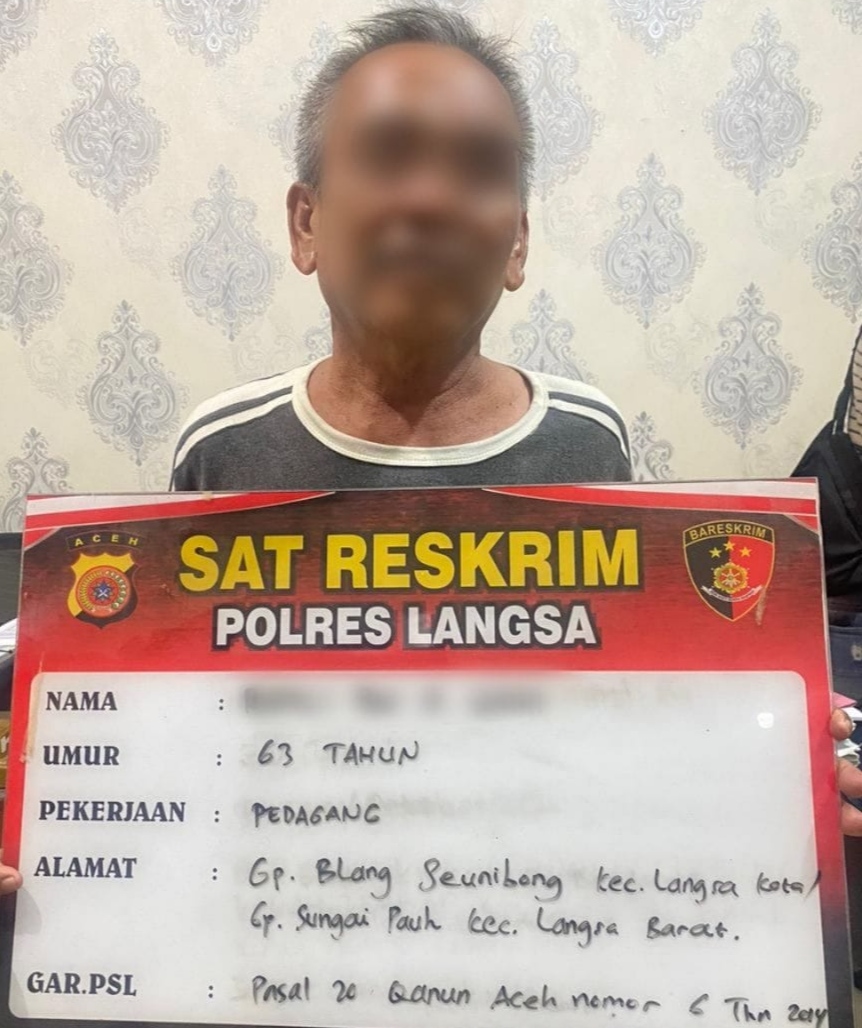 ACEH
BARESKRIM
SAT RESKRIM
POLRES LANGSA
NAMA :
UMUR : 63 TAHUN
PEKERJAAN : PEDAGANG
ALAMAT : Gp. Blang Seunibong kec. Langsa Kota/
Gp. Sungai Pauh kec. Langsa Barat.
GAR.PSL : Pasal 20 Qanun Aceh nomor 6 Thn 2014